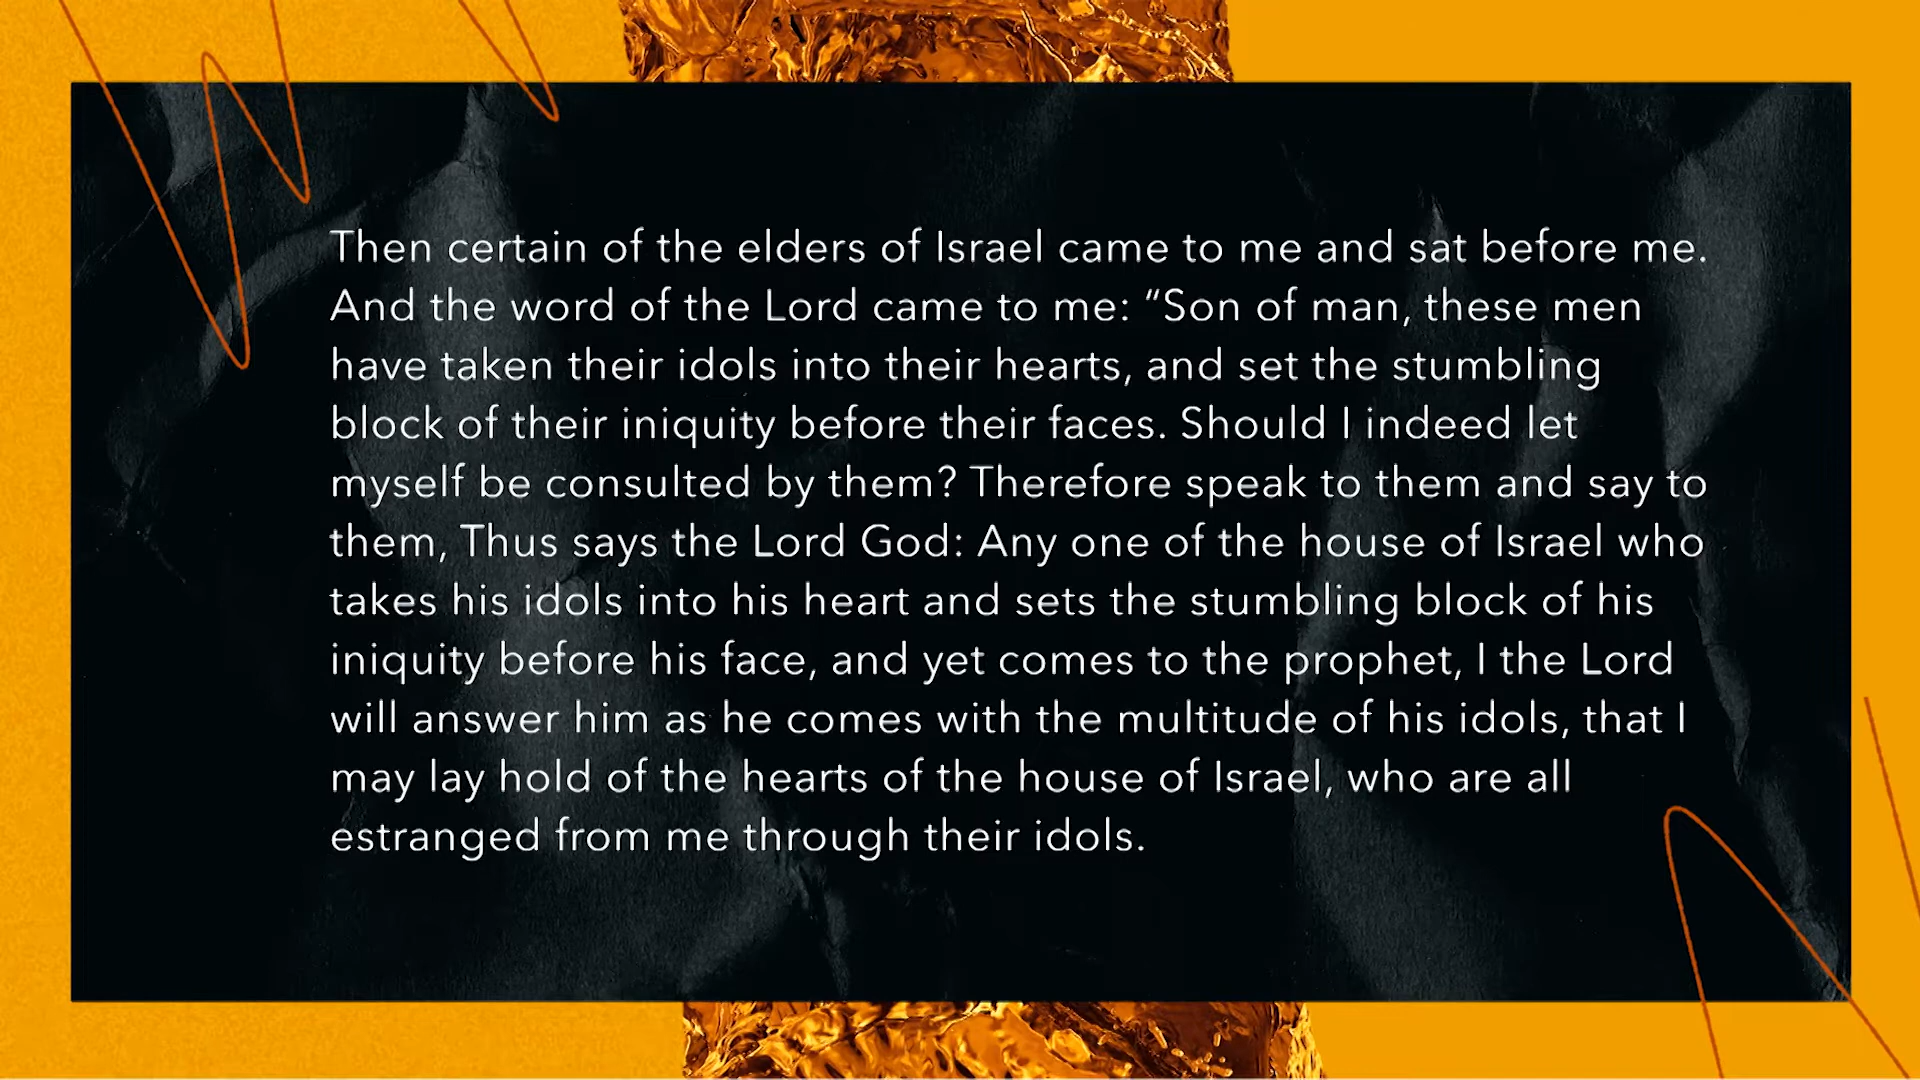 Then certain of the elders of Israel came to me and sat before me.
And the word of the Lord came to me: “Son of man, these men
have taken their idols into their hearts, and set the stumbling
block of their iniquity before their faces. Should I indeed let
myself be consulted by them? Therefore speak to them and say to
them, Thus says the Lord God: Any one of the house of Israel who
takes his idols into his heart and sets the stumbling block of his
iniquity before his face, and yet comes to the prophet, I the Lord
will answer him as he comes with the multitude of his idols, that I
may lay hold of the hearts of the house of Israel, who are all
estranged from me through their idols.